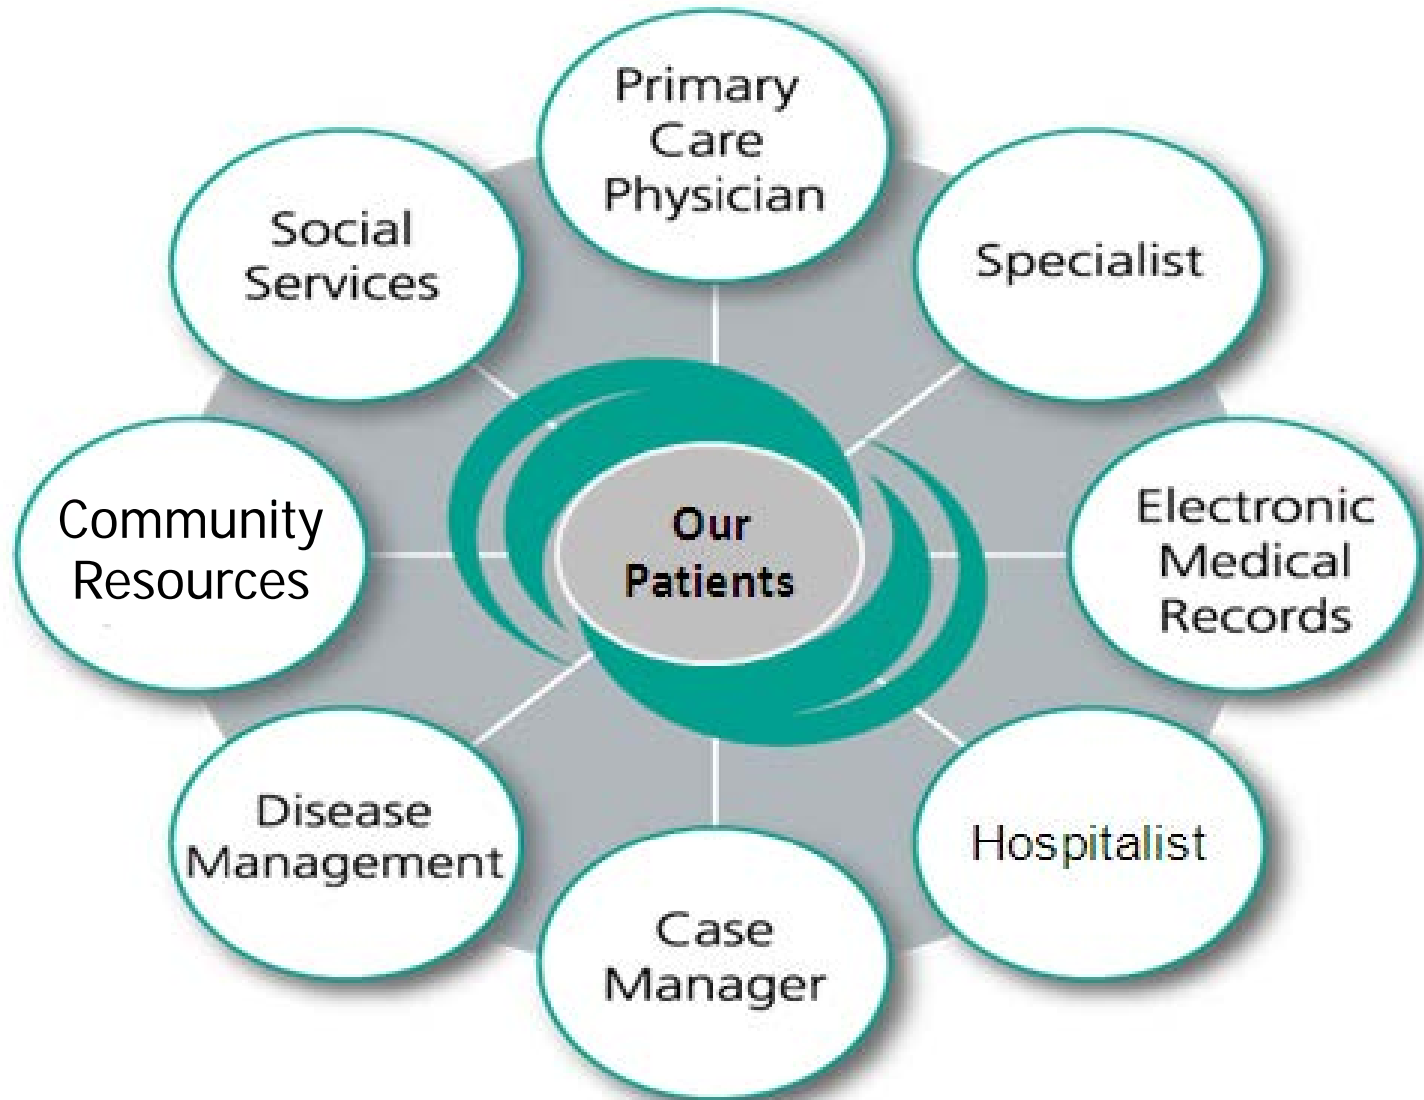 Primary
Care
Physician
Social
Services
Specialist
Community
Resources
Our
Patients
Electronic
Medical
Records
Disease
Management
Hospitalist
Case
Manager